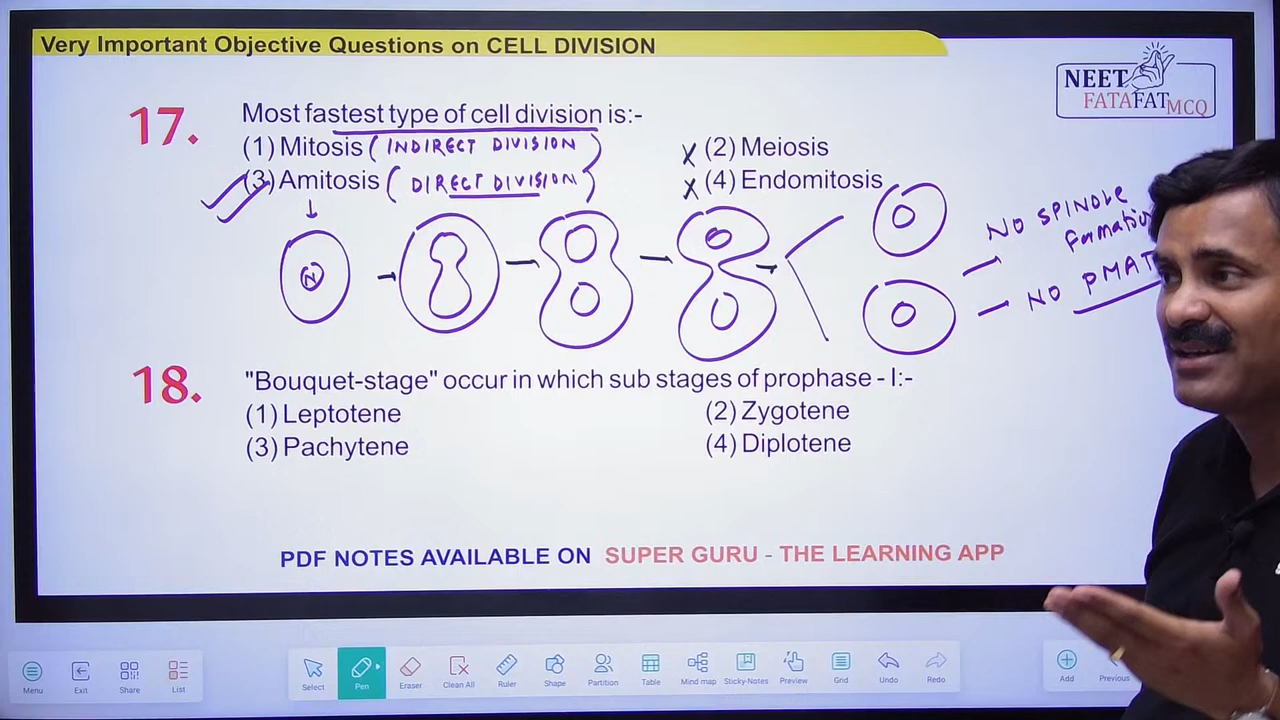 Very Important Objective Questions on CELL DIVISION
NEET
FATAFAT MCQ
17. Most fastest type of cell division is:-
(1) Mitosis (INDIRECT DIVISION)
(2) Meiosis
(3) Amitosis (DIRECT DIVISION)
(4) Endomitosis
N
NO SPINDLE
Formation
NO PMAT
18. "Bouquet-stage" occur in which sub stages of prophase - I:-
(1) Leptotene
(2) Zygotene
(3) Pachytene
(4) Diplotene
PDF NOTES AVAILABLE ON SUPER GURU - THE LEARNING APP
Menu Exit Share List Select Pen Eraser Clean All Ruler Shape Partition Table Mind map Sticky-Notes Preview Grid Undo Redo Add Previous